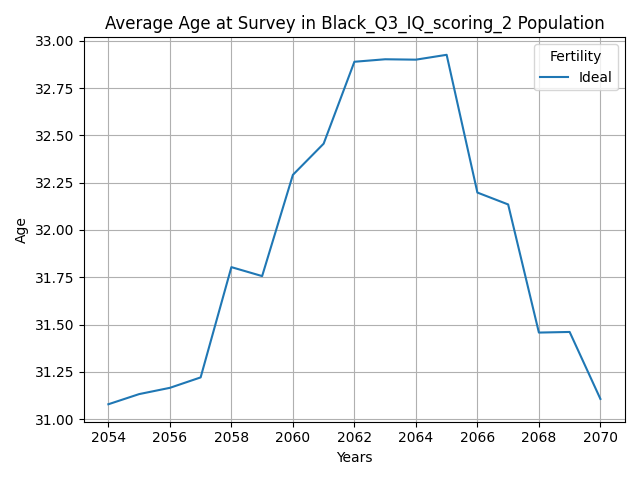 Average Age at Survey in Black_Q3_IQ_scoring_2 Population
33.00
32.75
32.50
32.25
32.00
31.75
31.50
31.25
31.00
Age
Fertility
Ideal
2054 2056 2058 2060 2062 2064 2066 2068 2070
Years